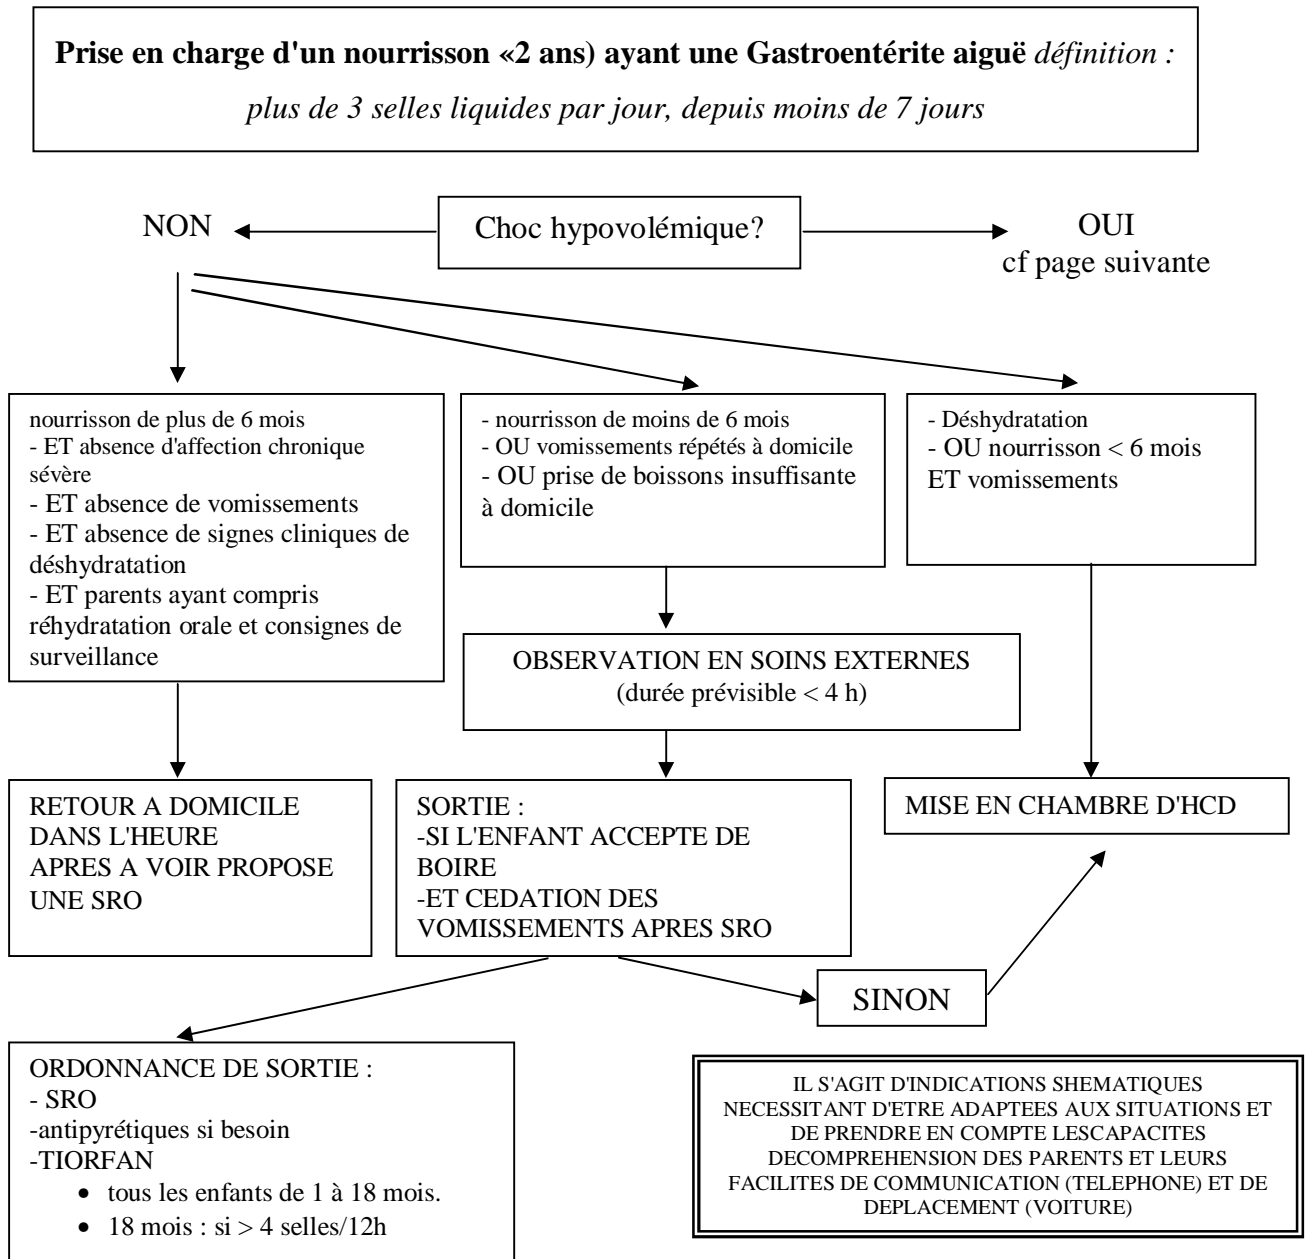 Prise en charge d'un nourrisson «2 ans) ayant une Gastroentérite aiguë définition :
plus de 3 selles liquides par jour, depuis moins de 7 jours
NON
Choc hypovolémique?
OUI
cf page suivante
nourrisson de plus de 6 mois
- ET absence d'affection chronique
sévère
- ET absence de vomissements
- ET absence de signes cliniques de
déshydratation
- ET parents ayant compris
réhydratation orale et consignes de
surveillance
- nourrisson de moins de 6 mois
- OU vomissements répétés à domicile
- OU prise de boissons insuffisante
à domicile
- Déshydratation
- OU nourrisson < 6 mois
ET vomissements
OBSERVATION EN SOINS EXTERNES
(durée prévisible < 4 h)
RETOUR A DOMICILE
DANS L'HEURE
APRES A VOIR PROPOSE
UNE SRO
SORTIE :
-SI L'ENFANT ACCEPTE DE
BOIRE
-ET CEDATION DES
VOMISSEMENTS APRES SRO
MISE EN CHAMBRE D'HCD
SINON
ORDONNANCE DE SORTIE :
- SRO
-antipyrétiques si besoin
-TIORFAN
• tous les enfants de 1 à 18 mois.
• 18 mois : si > 4 selles/12h
IL S'AGIT D'INDICATIONS SHEMATIQUES
NECESSITANT D'ETRE ADAPTEES AUX SITUATIONS ET
DE PRENDRE EN COMPTE LESCAPACITES
DECOMPREHENSION DES PARENTS ET LEURS
FACILITES DE COMMUNICATION (TELEPHONE) ET DE
DEPLACEMENT (VOITURE)